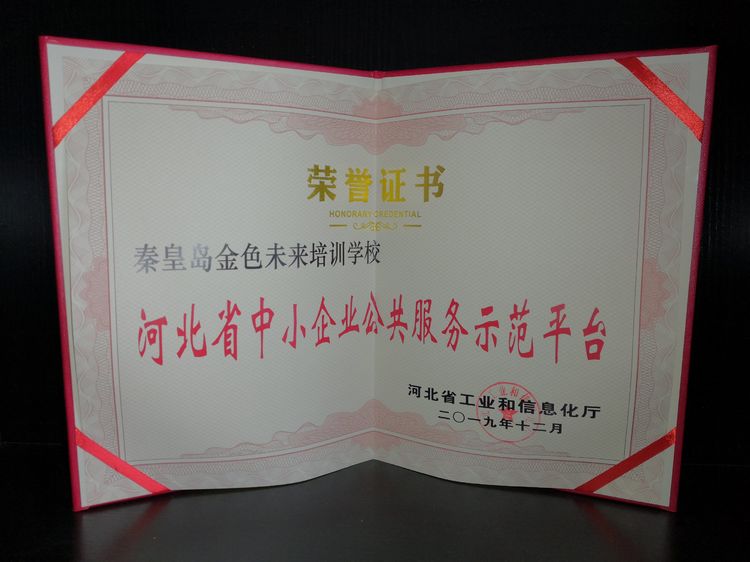 荣誉证书
HONORARY CREDENTIAL
秦皇岛金色未来培训学校
河北省中小企业公共服务示范平台
河北省工业和信息化厅
二〇一九年十二月